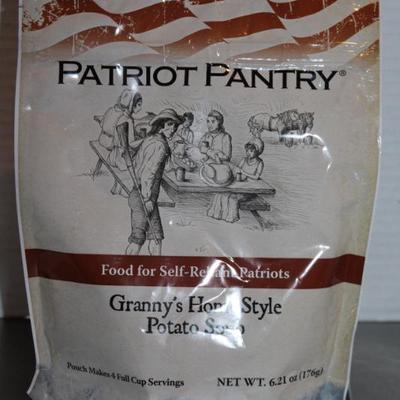 PATRIOT PANTRY®
Food for Self-Reliant Patriots
Granny's Home Style
Potato Soup
Pouch Makes 4 Full Cup Servings
NET WT. 6.21 oz (176g)